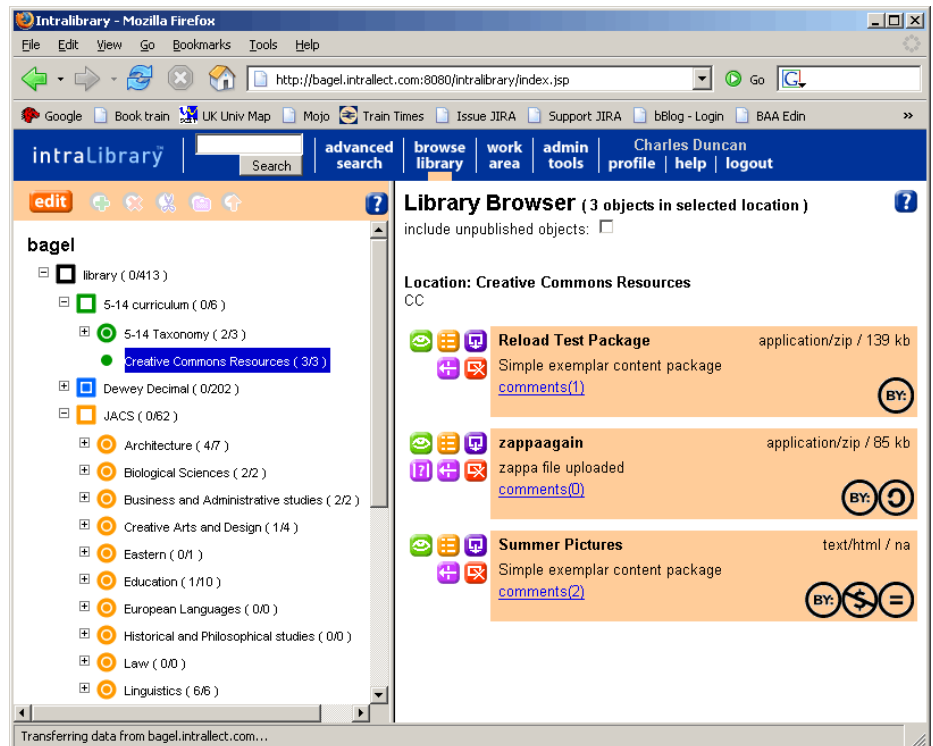 Intralibrary - Mozilla Firefox
File Edit View Go Bookmarks Tools Help
http://bagel.intrallect.com:8080/intralibrary/index.jsp Go G
Google Book train UK Univ Map Mojo Train Times Issue JIRA Support JIRA bBlog - Login BAA Edin »
intraLibrary™ Search advanced search browse library work area admin tools Charles Duncan profile | help | logout
edit ?
bagel
library ( 0/413 )
5-14 curriculum ( 0/6 )
5-14 Taxonomy ( 2/3 )
Creative Commons Resources ( 3/3 )
Dewey Decimal ( 0/202 )
JACS ( 0/62 )
Architecture ( 4/7 )
Biological Sciences ( 2/2 )
Business and Administrative studies ( 2/2 )
Creative Arts and Design ( 1/4 )
Eastern ( 0/1 )
Education ( 1/10 )
European Languages ( 0/0 )
Historical and Philosophical studies ( 0/0 )
Law ( 0/0 )
Linguistics ( 6/6 )
Library Browser ( 3 objects in selected location ) ?
include unpublished objects:
Location: Creative Commons Resources
CC
Reload Test Package application/zip / 139 kb
Simple exemplar content package
comments(1)
BY:
zappaagain application/zip / 85 kb
[?] zappa file uploaded
comments(0)
BY:
Summer Pictures text/html / na
Simple exemplar content package
comments(2)
BY: $ =
Transferring data from bagel.intrallect.com...